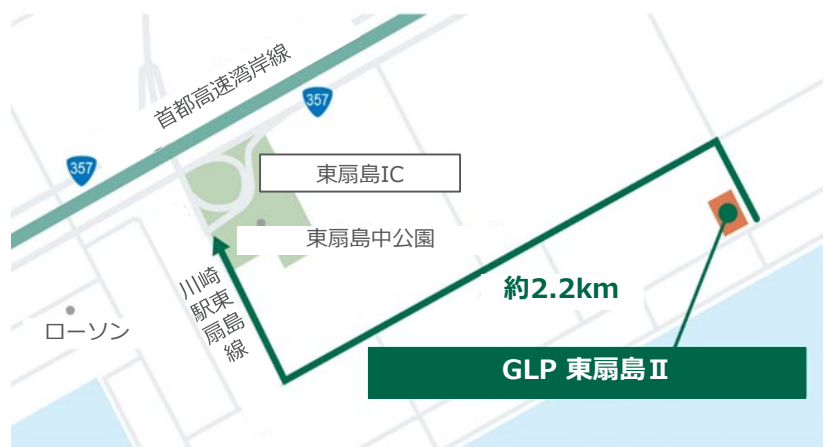 首都高速湾岸線
357
357
東扇島IC
東扇島中公園
川崎
駅東
扇島
線
ローソン
約2.2km
GLP 東扇島Ⅱ